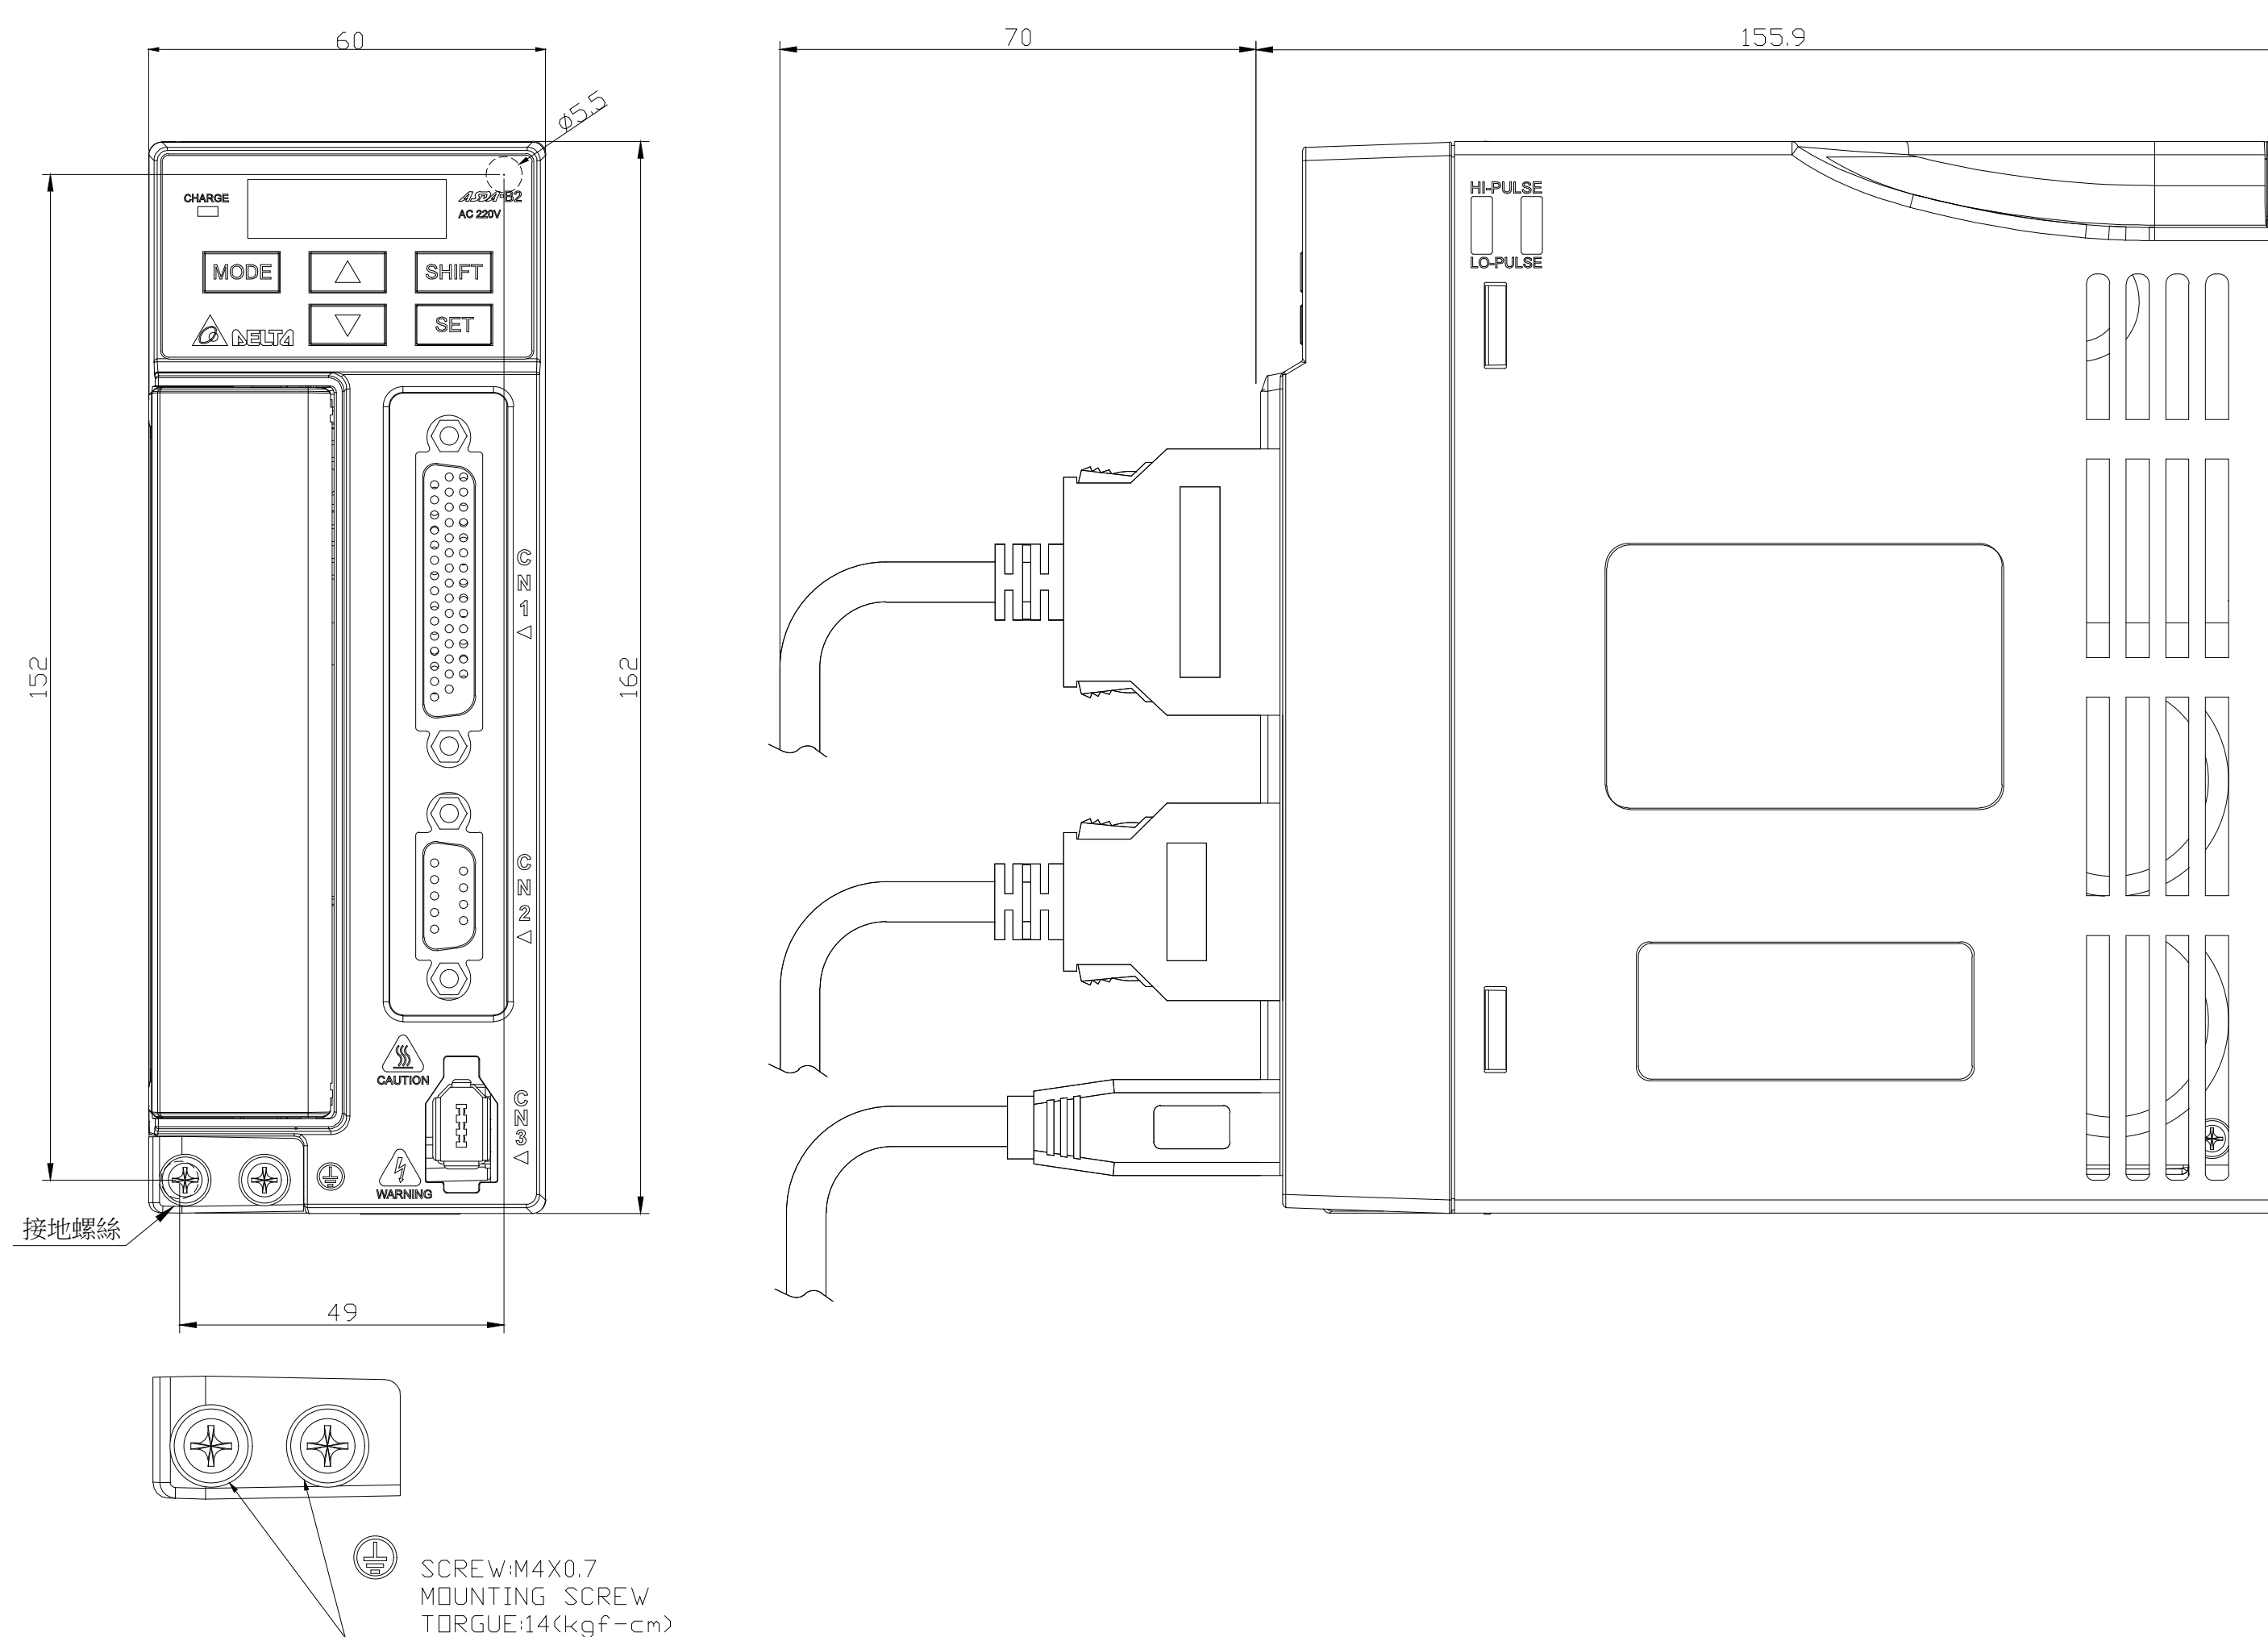 60
70
155.9
ø5.5
CHARGE
ASDA-B2
AC 220V
HI-PULSE
LO-PULSE
MODE
△
SHIFT
▽
SET
DELTA
152
162
CN1◁
CN2◁
CAUTION
CN3◁
WARNING
接地螺絲
49
SCREW:M4X0.7
MOUNTING SCREW
TORGUE:14(kgf-cm)